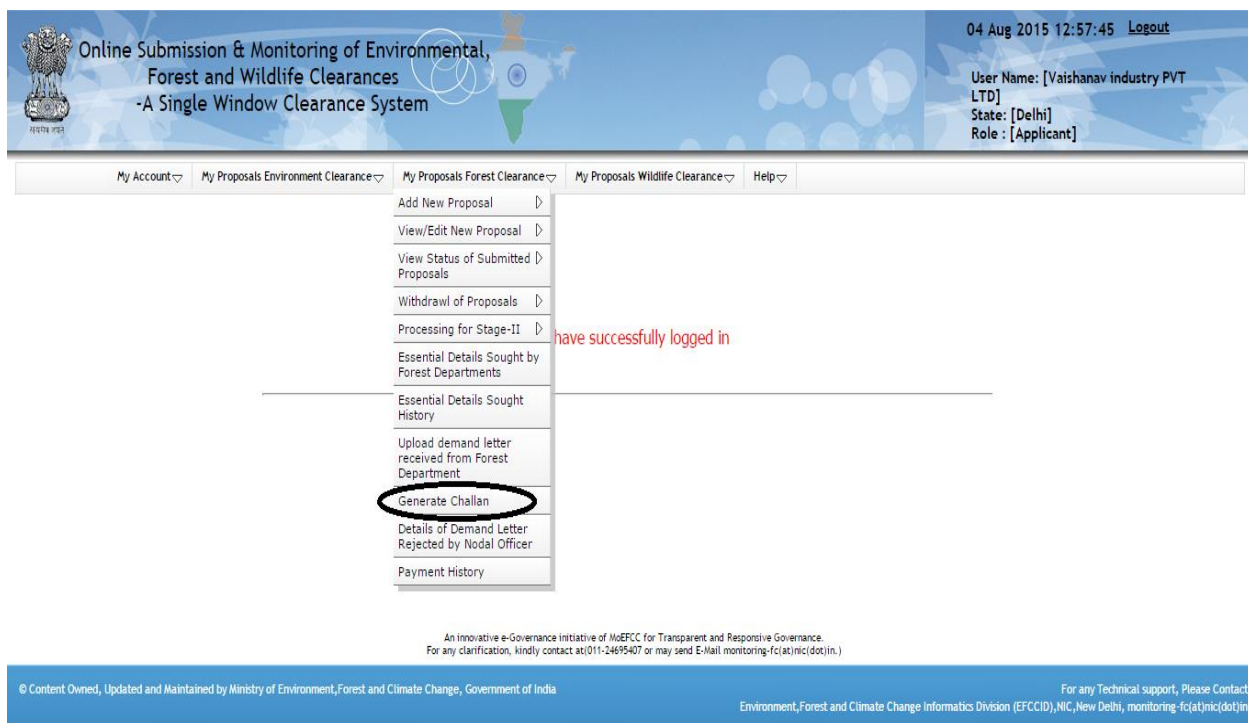 Online Submission & Monitoring of Environmental,
Forest and Wildlife Clearances
-A Single Window Clearance System
सत्यमेव जयते
04 Aug 2015 12:57:45 Logout
User Name: [Vaishanav industry PVT
LTD]
State: [Delhi]
Role : [Applicant]
My Account My Proposals Environment Clearance My Proposals Forest Clearance My Proposals Wildlife Clearance Help
Add New Proposal
View/Edit New Proposal
View Status of Submitted
Proposals
Withdrawl of Proposals
Processing for Stage-II
have successfully logged in
Essential Details Sought by
Forest Departments
Essential Details Sought
History
Upload demand letter
received from Forest
Department
Generate Challan
Details of Demand Letter
Rejected by Nodal Officer
Payment History
An innovative e-Governance initiative of MoEFCC for Transparent and Responsive Governance.
For any clarification, kindly contact at(011-24695407 or may send E-Mail monitoring-fc(at)nic(dot)in.)
© Content Owned, Updated and Maintained by Ministry of Environment,Forest and Climate Change, Government of India
For any Technical support, Please Contact
Environment,Forest and Climate Change Informatics Division (EFCCID),NIC,New Delhi, monitoring-fc(at)nic(dot)in